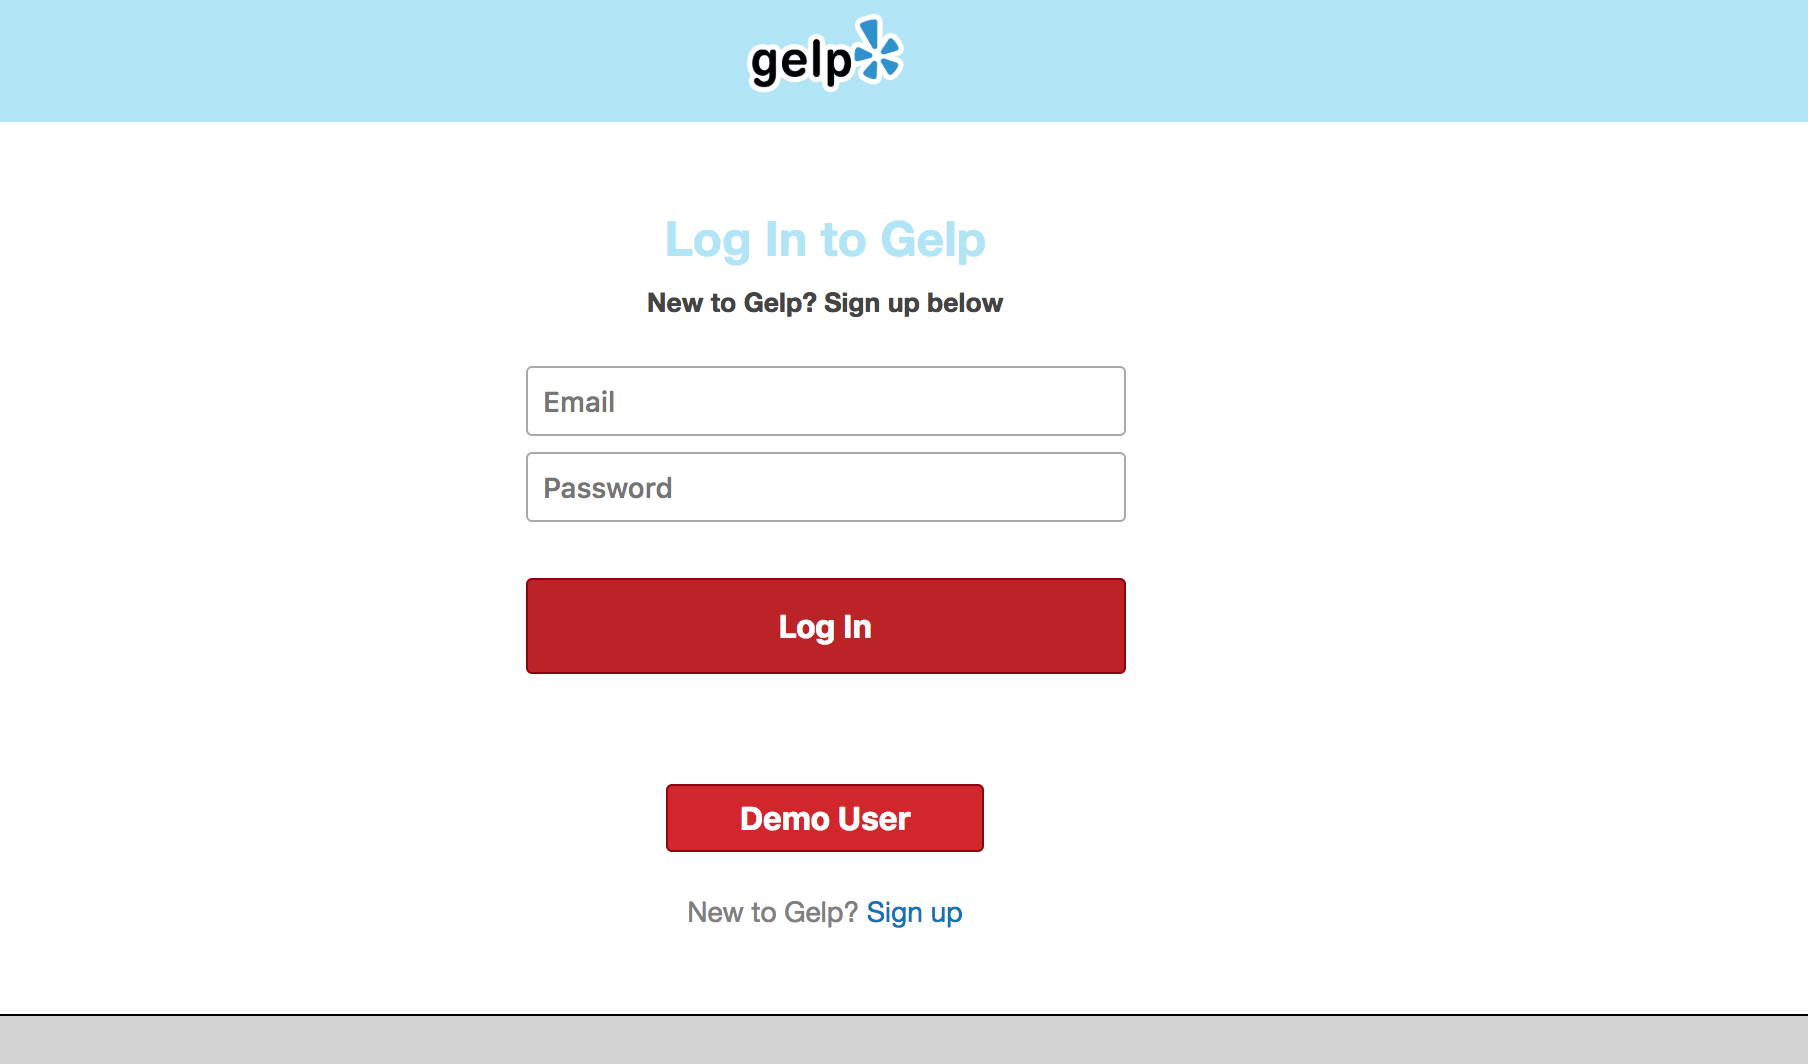 gelp
Log In to Gelp
New to Gelp? Sign up below
Email
Password
Log In
Demo User
New to Gelp? Sign up